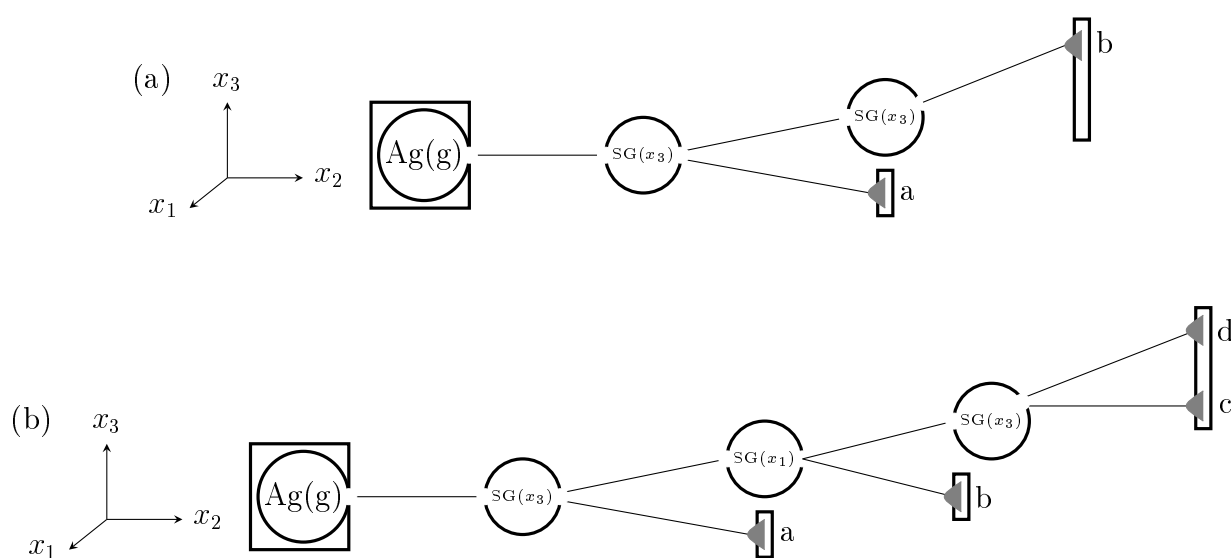 (a)
x₃
x₂
x₁
Ag(g)
SG(x₃)
SG(x₃)
a
b
(b)
x₃
x₂
x₁
Ag(g)
SG(x₃)
SG(x₁)
SG(x₃)
a
b
c
d